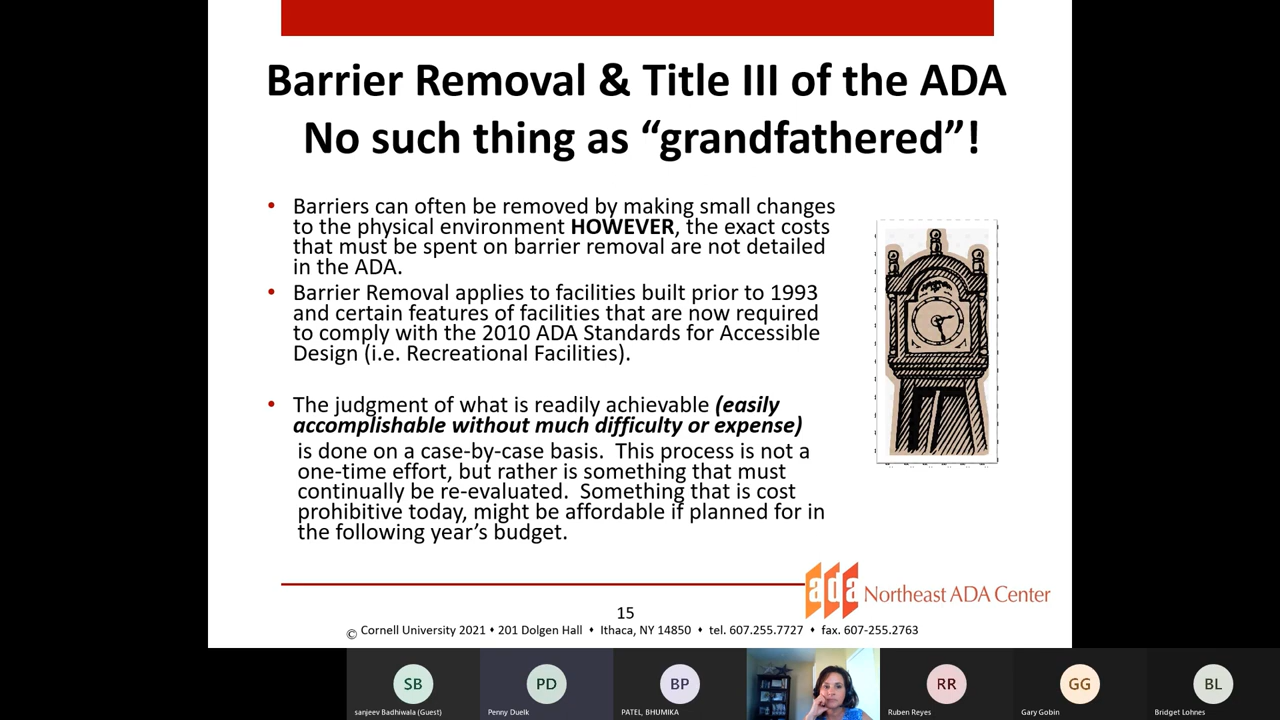 Barrier Removal & Title III of the ADA
No such thing as “grandfathered”!
• Barriers can often be removed by making small changes
to the physical environment HOWEVER, the exact costs
that must be spent on barrier removal are not detailed
in the ADA.
• Barrier Removal applies to facilities built prior to 1993
and certain features of facilities that are now required
to comply with the 2010 ADA Standards for Accessible
Design (i.e. Recreational Facilities).
• The judgment of what is readily achievable (easily
accomplishable without much difficulty or expense)
is done on a case-by-case basis.  This process is not a
one-time effort, but rather is something that must
continually be re-evaluated.  Something that is cost
prohibitive today, might be affordable if planned for in
the following year’s budget.
ada Northeast ADA Center
15
© Cornell University 2021 • 201 Dolgen Hall • Ithaca, NY 14850 • tel. 607.255.7727 • fax. 607-255.2763
SB PD BP RR GG BL
sanjeev Badhiwala (Guest) Penny Duelk PATEL, BHUMIKA Ruben Reyes Gary Gobin Bridget Lohnes